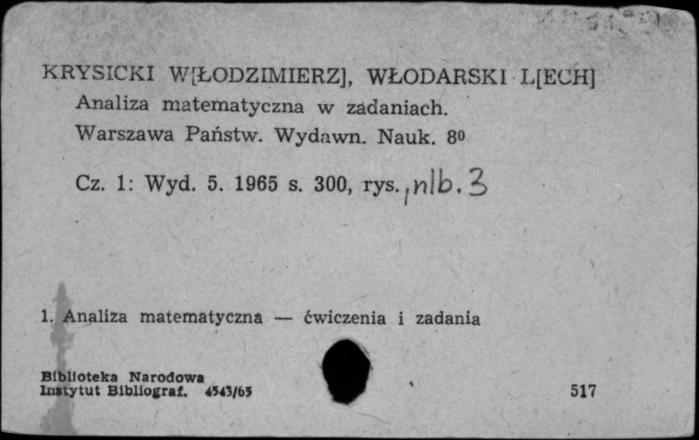 KRYSICKI W[ŁODZIMIERZ], WŁODARSKI L[ECH]
Analiza matematyczna w zadaniach.
Warszawa Państw. Wydawn. Nauk. 8º
Cz. 1: Wyd. 5. 1965 s. 300, rys., nlb. 3
1. Analiza matematyczna — ćwiczenia i zadania
Biblioteka Narodowa
Instytut Bibliograf. 4543/65
517